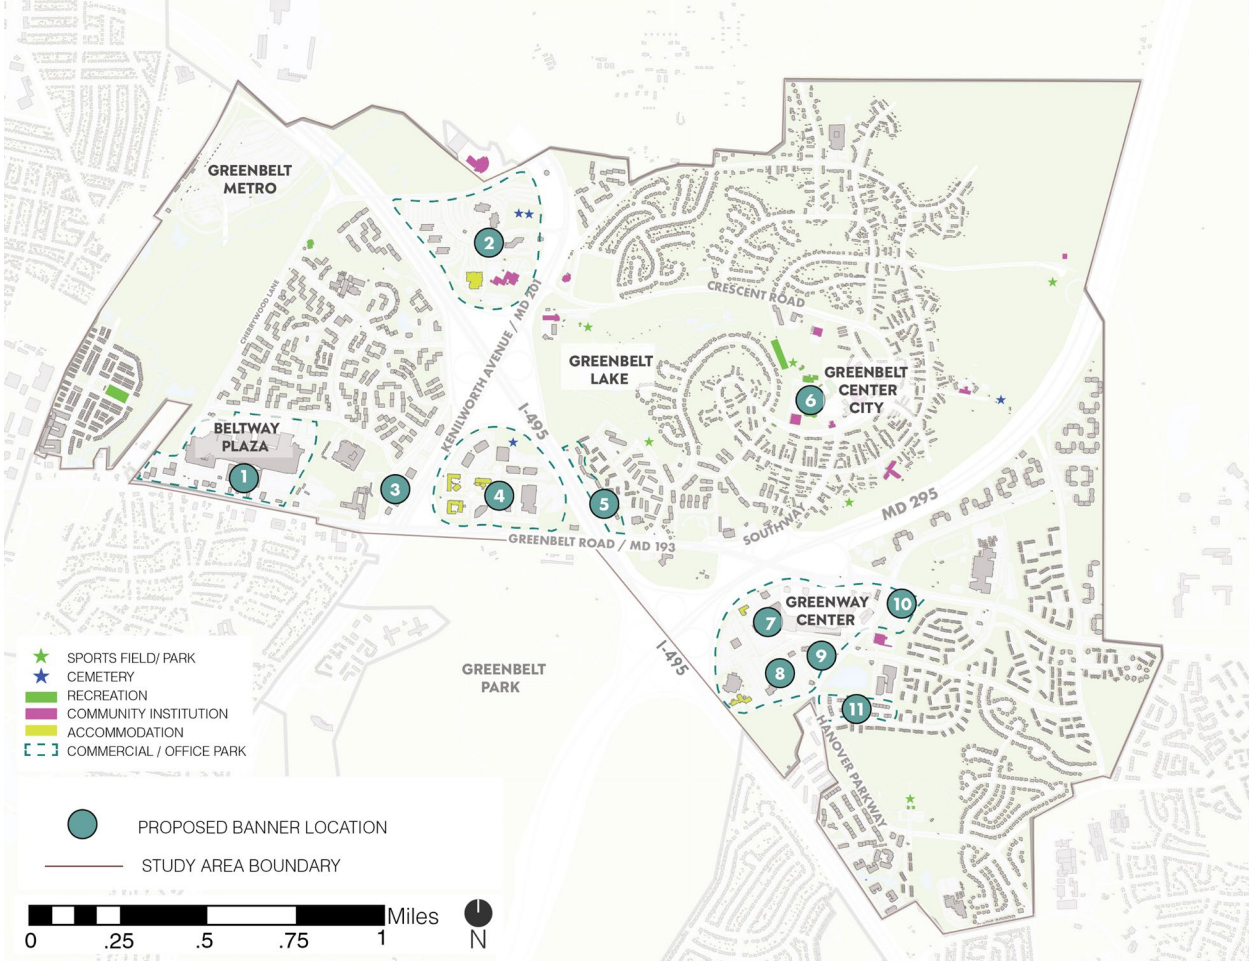 GREENBELT
METRO
2
CHERRYWOOD LANE
KENILWORTH AVENUE / MD 201
CRESCENT ROAD
GREENBELT
LAKE
GREENBELT
CENTER
CITY
6
I-495
BELTWAY
PLAZA
1
3
4
5
MD 295
SOUTHWAY
GREENBELT ROAD / MD 193
GREENWAY
CENTER
7
10
9
8
11
I-495
GREENBELT
PARK
HANOVER PARKWAY
SPORTS FIELD/ PARK
CEMETERY
RECREATION
COMMUNITY INSTITUTION
ACCOMMODATION
COMMERCIAL / OFFICE PARK
PROPOSED BANNER LOCATION
STUDY AREA BOUNDARY
Miles
0 .25 .5 .75 1
N